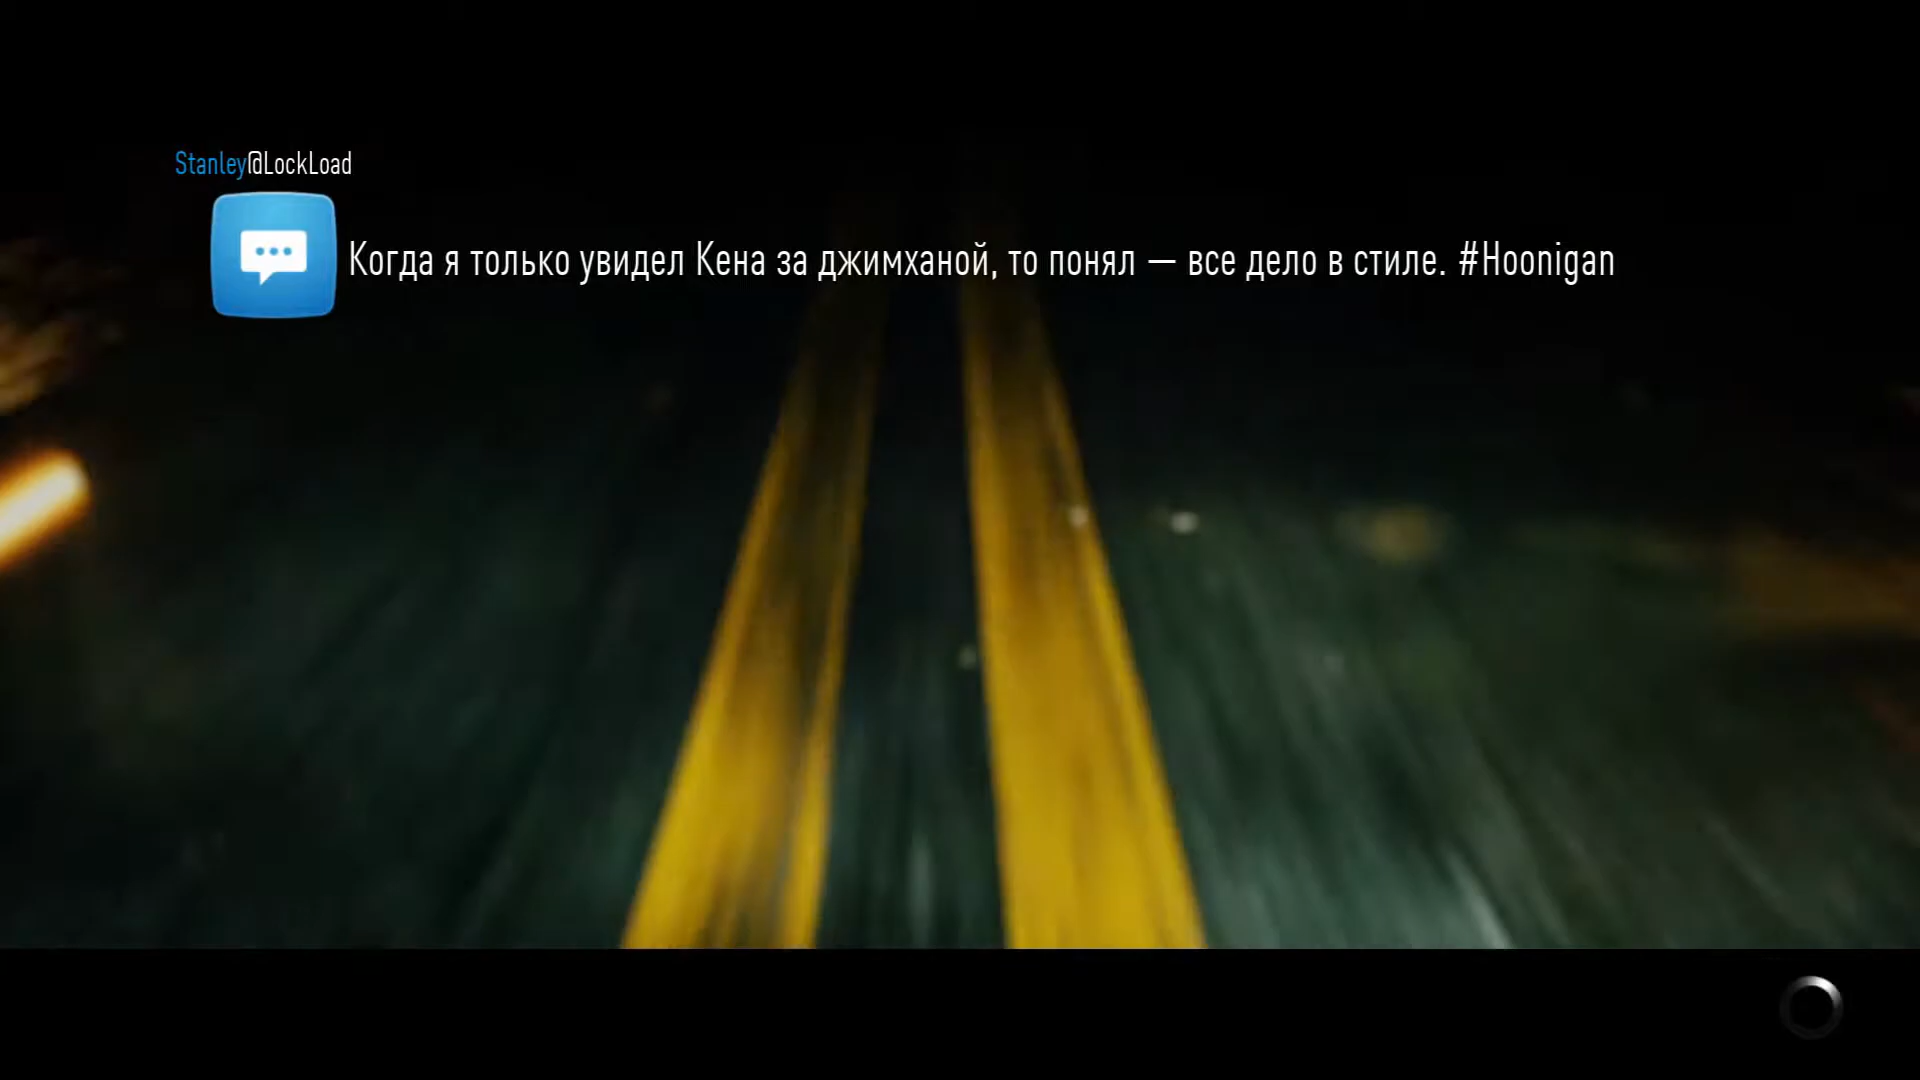 Stanley@LockLoad
Когда я только увидел Кена за джимханой, то понял — все дело в стиле. #Hoonigan